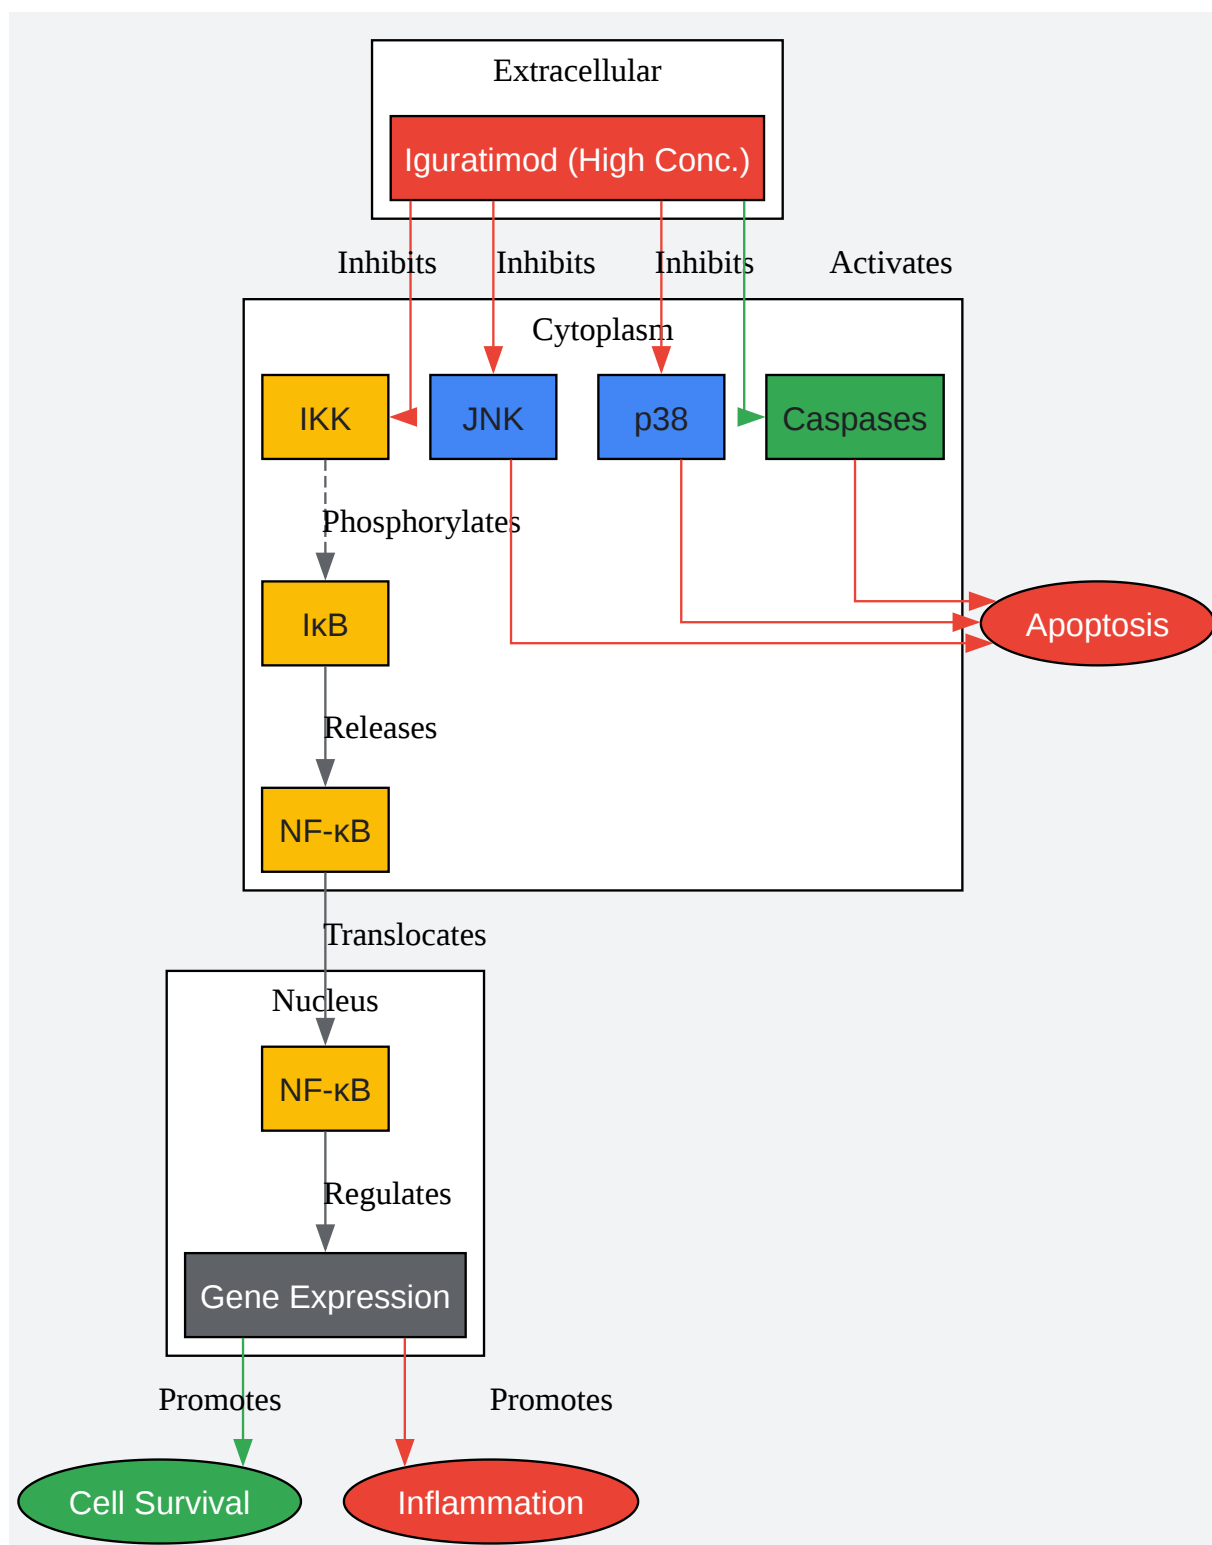 Extracellular
Iguratimod (High Conc.)
Inhibits
Inhibits
Inhibits
Activates
Cytoplasm
IKK
JNK
p38
Caspases
Phosphorylates
IκB
Apoptosis
Releases
NF-κB
Translocates
Nucleus
NF-κB
Regulates
Gene Expression
Promotes
Promotes
Cell Survival
Inflammation